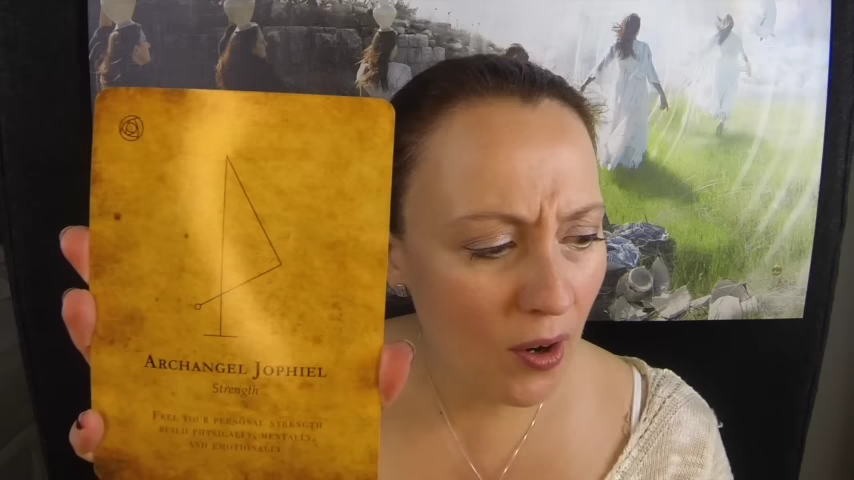 ARCHANGEL JOPHIEL
Strength
FEEL YOUR PERSONAL STRENGTH
BUILD PHYSICALLY, MENTALLY,
AND EMOTIONALLY